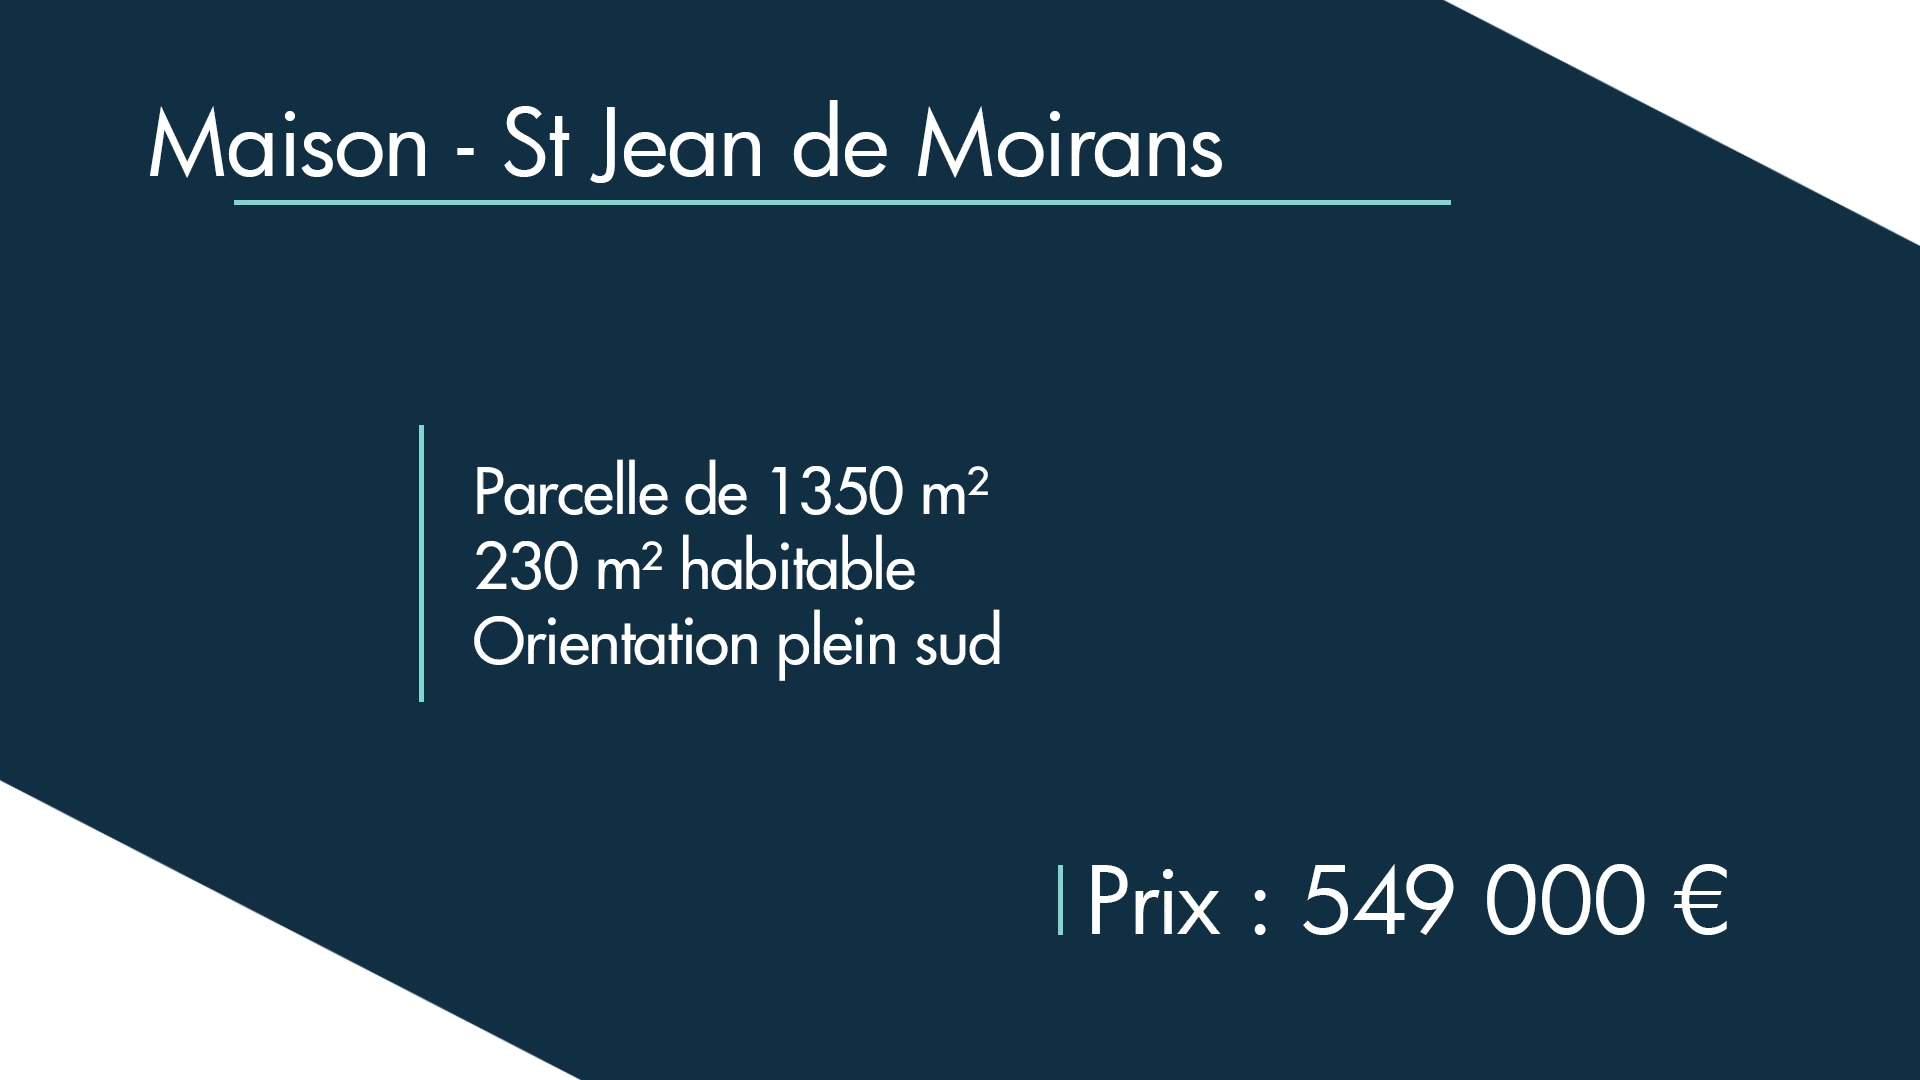 Maison - St Jean de Moirans
Parcelle de 1350 m²
230 m² habitable
Orientation plein sud
Prix : 549 000 €